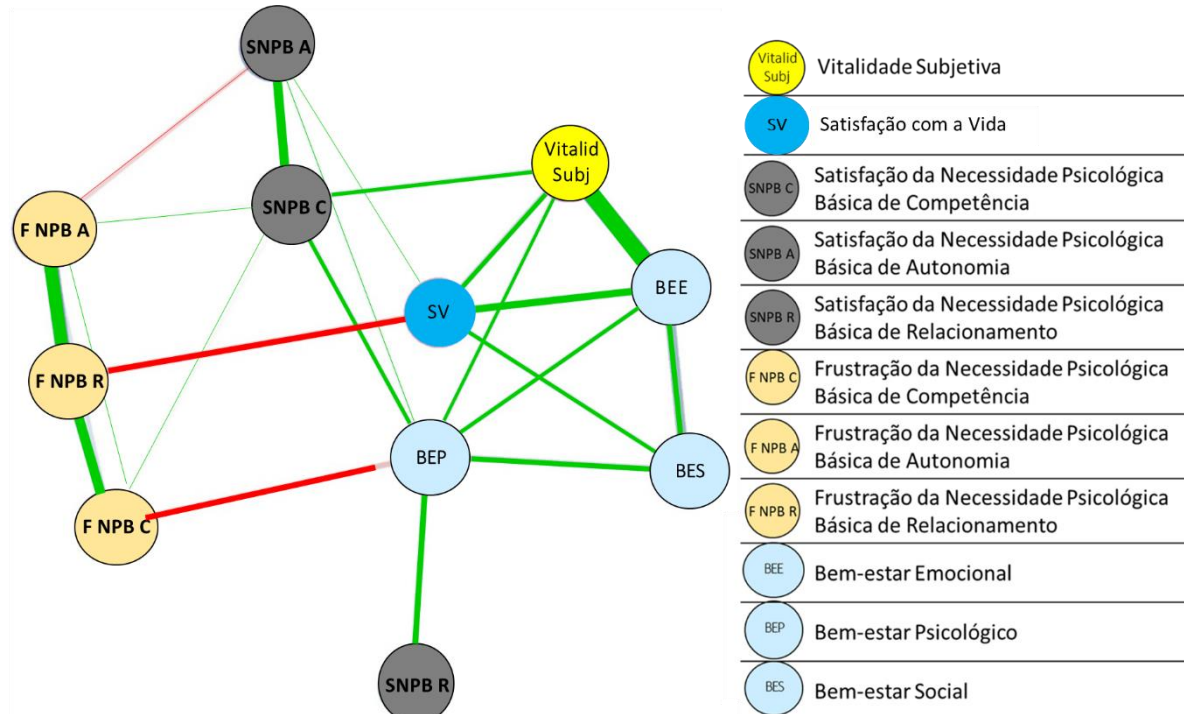 SNPB A
Vitalid
Subj
SNPB C
F NPB A
BEE
SV
F NPB R
BEP
BES
F NPB C
SNPB R
Vitalid
Subj
Vitalidade Subjetiva
SV
Satisfação com a Vida
SNPB C
Satisfação da Necessidade Psicológica
Básica de Competência
SNPB A
Satisfação da Necessidade Psicológica
Básica de Autonomia
SNPB R
Satisfação da Necessidade Psicológica
Básica de Relacionamento
F NPB C
Frustração da Necessidade Psicológica
Básica de Competência
F NPB A
Frustração da Necessidade Psicológica
Básica de Autonomia
F NPB R
Frustração da Necessidade Psicológica
Básica de Relacionamento
BEE
Bem-estar Emocional
BEP
Bem-estar Psicológico
BES
Bem-estar Social